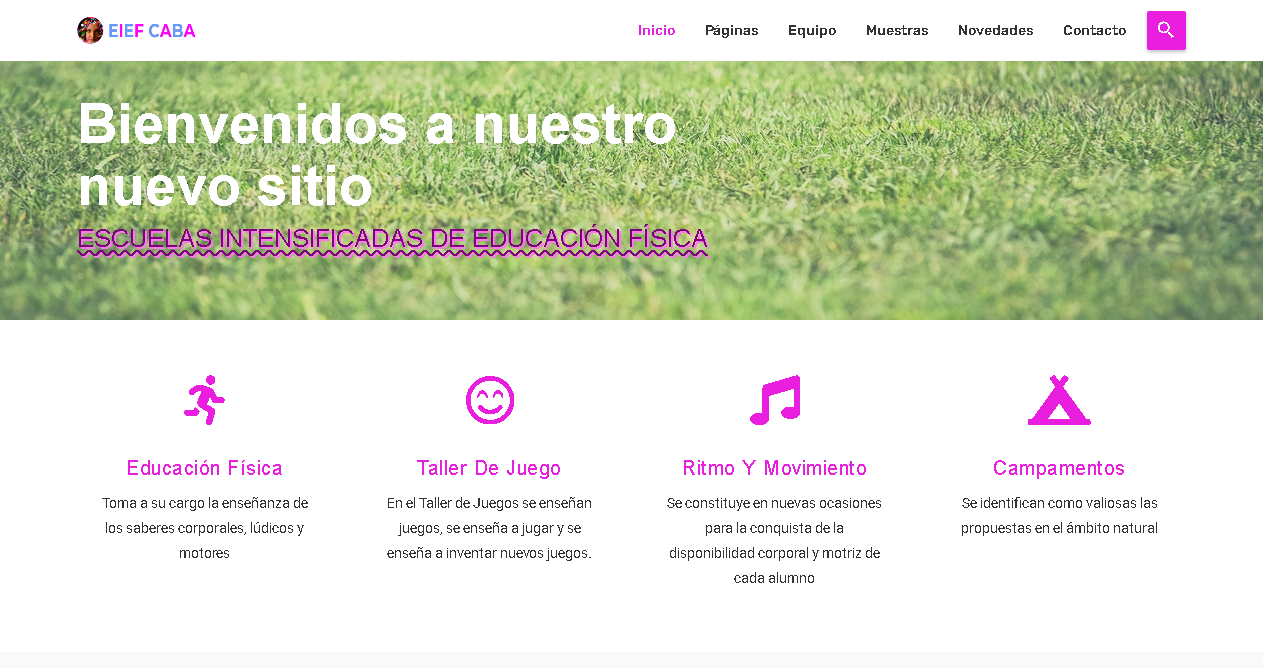 EIEF CABA
Inicio Páginas Equipo Muestras Novedades Contacto
Bienvenidos a nuestro
nuevo sitio
ESCUELAS INTENSIFICADAS DE EDUCACIÓN FÍSICA
Educación Física
Toma a su cargo la enseñanza de
los saberes corporales, lúdicos y
motores
Taller De Juego
En el Taller de Juegos se enseñan
juegos, se enseña a jugar y se
enseña a inventar nuevos juegos.
Ritmo Y Movimiento
Se constituye en nuevas ocasiones
para la conquista de la
disponibilidad corporal y motriz de
cada alumno
Campamentos
Se identifican como valiosas las
propuestas en el ámbito natural